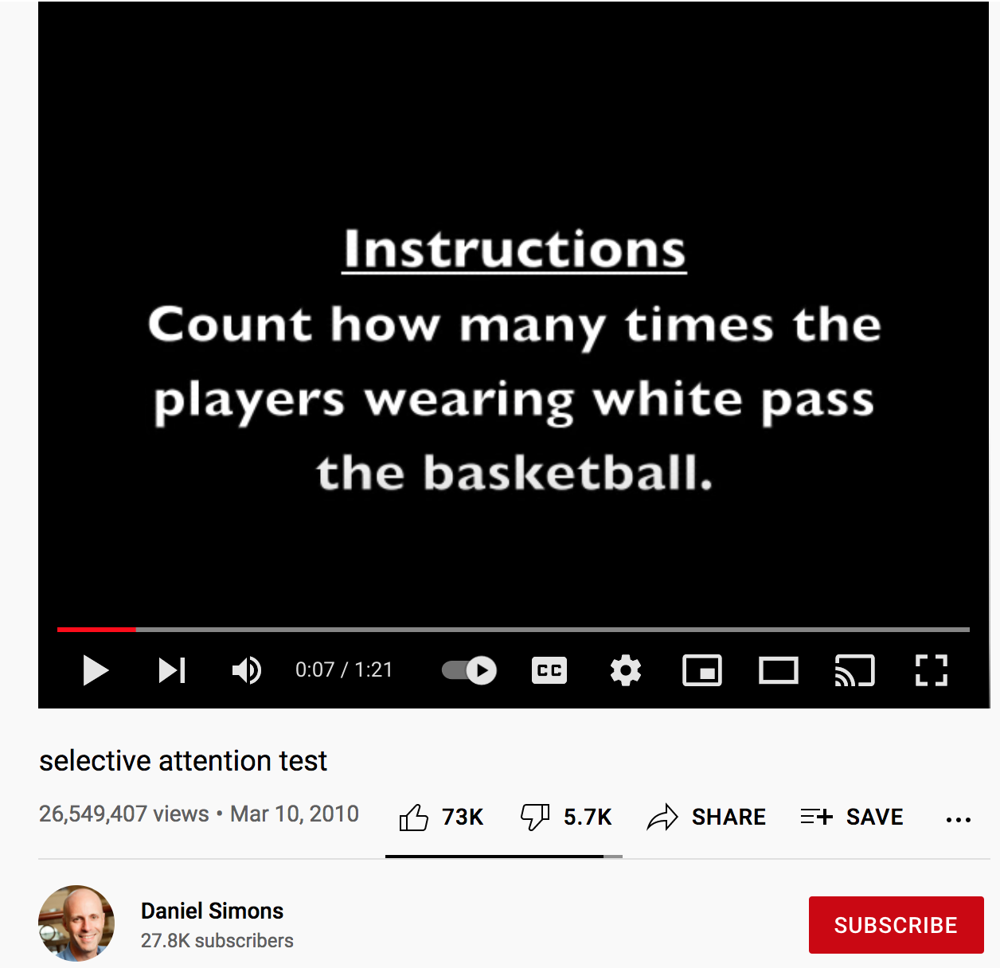 Instructions
Count how many times the
players wearing white pass
the basketball.
0:07 / 1:21
CC
selective attention test
26,549,407 views • Mar 10, 2010
73K
5.7K
SHARE
SAVE
Daniel Simons
27.8K subscribers
SUBSCRIBE